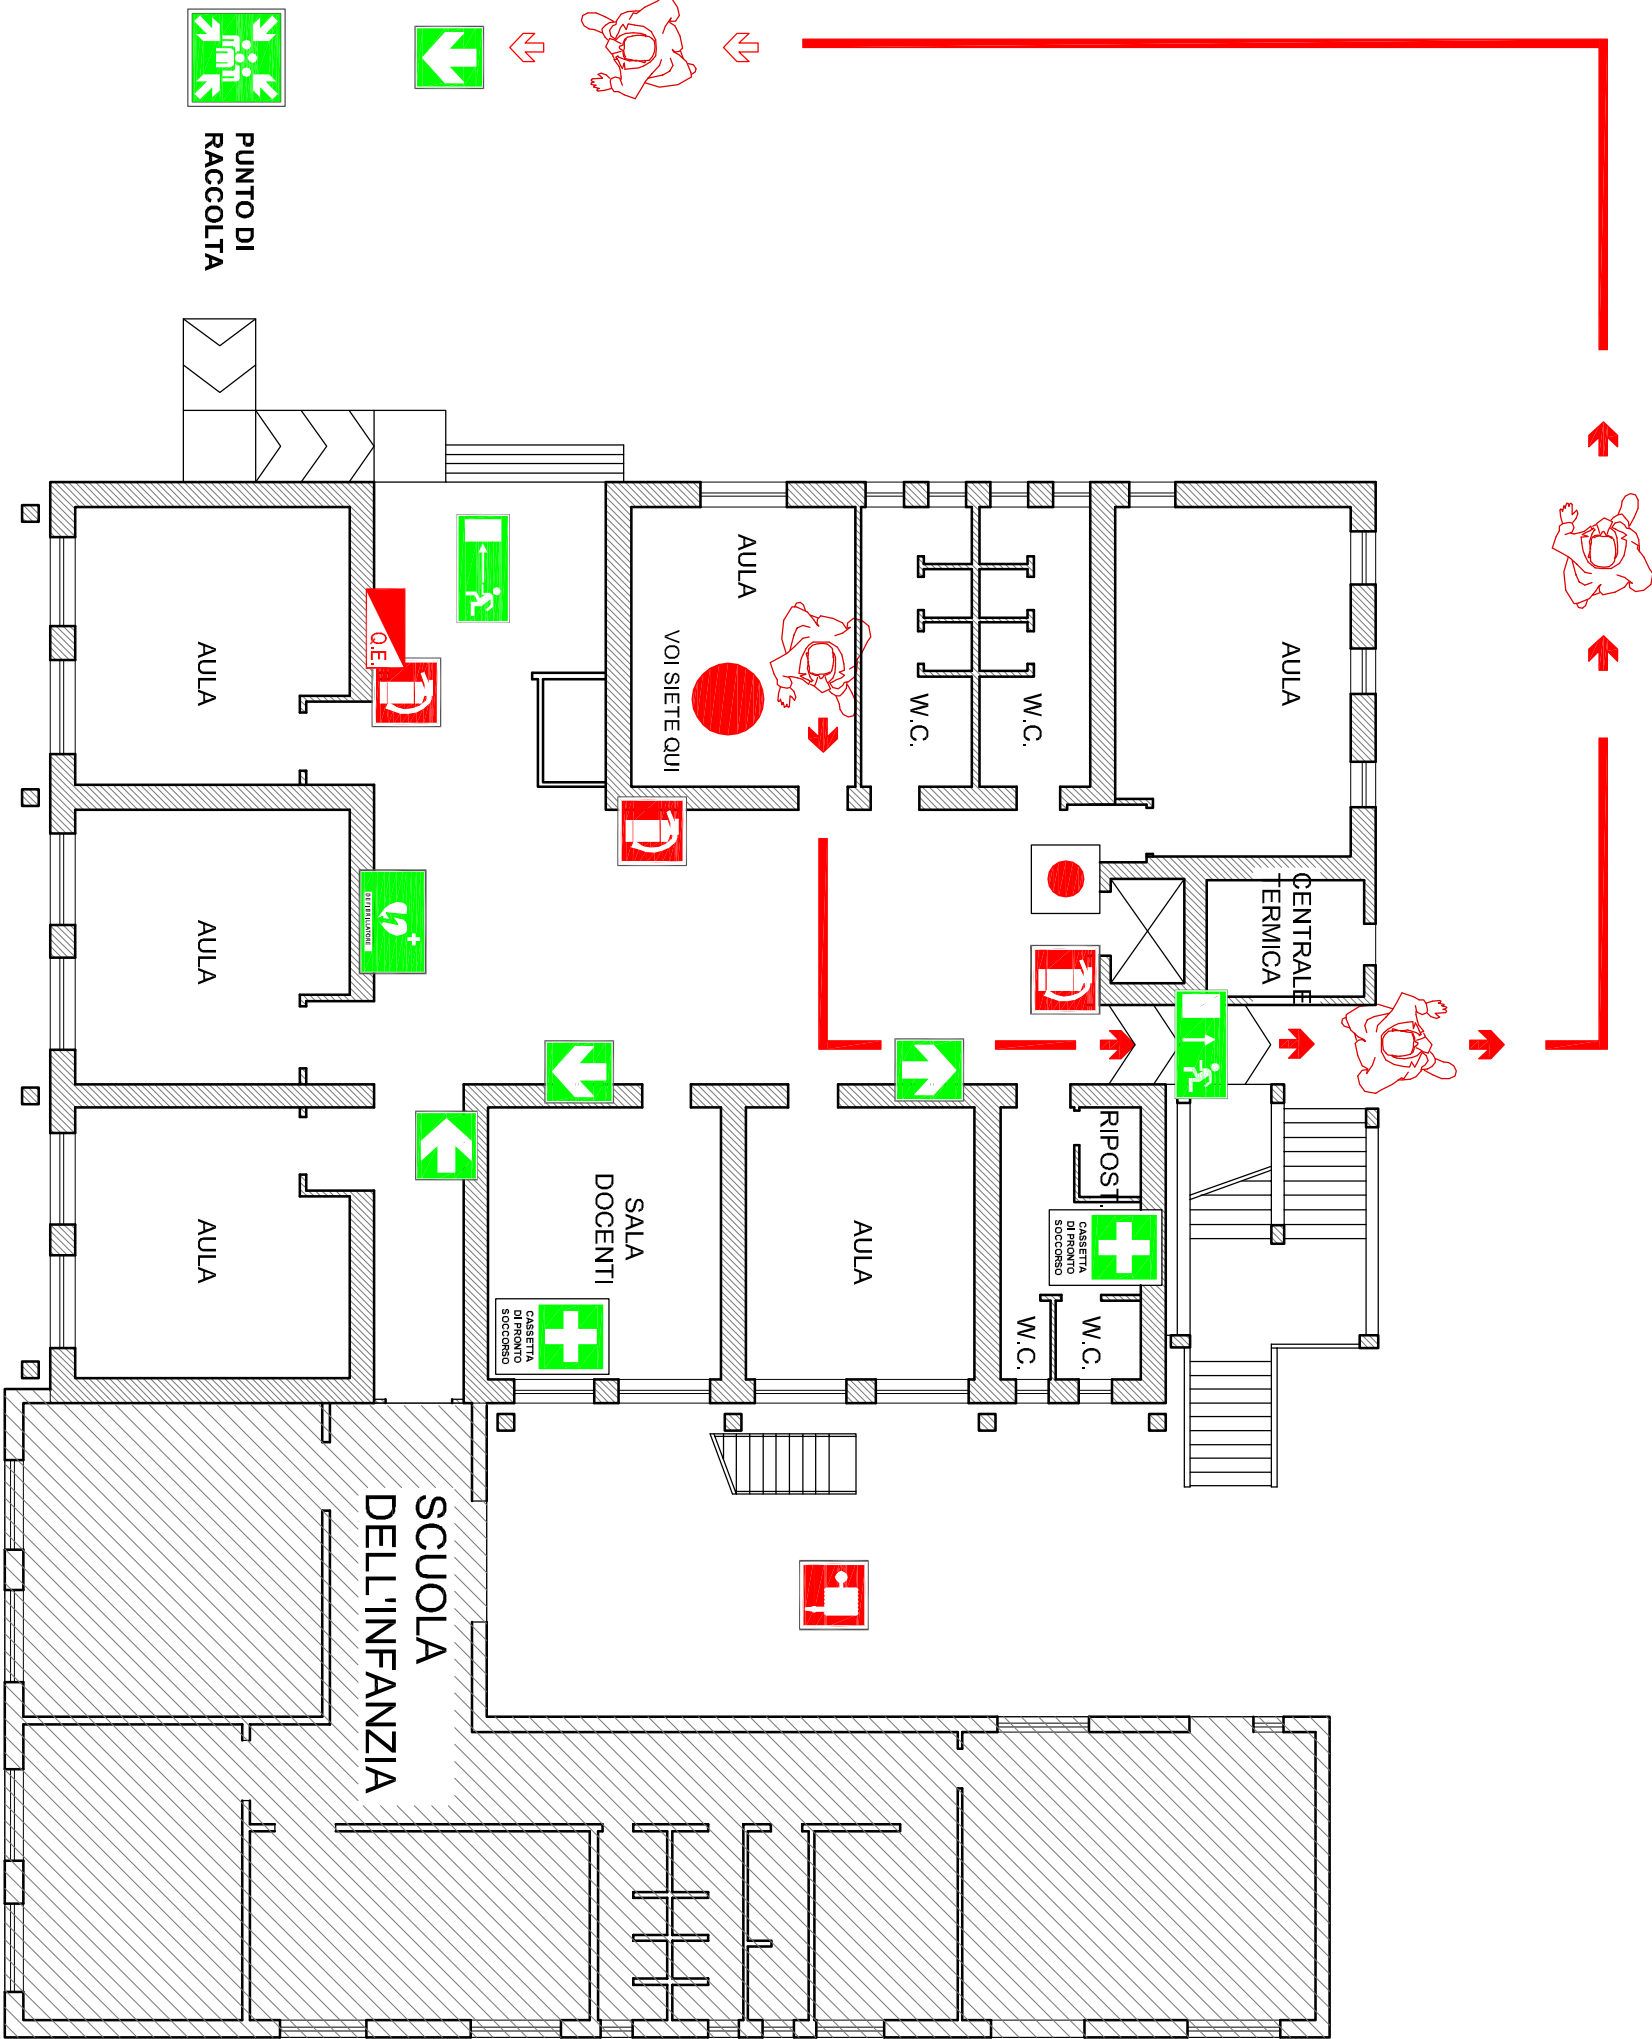 PUNTO DI
RACCOLTA
AULA
VOI SIETE QUI
W.C.
W.C.
AULA
AULA
Q.E.
CENTRALE
TERMICA
AULA
DEFIBRILLATORE
RIPOST.
CASSETTA
DI PRONTO
SOCCORSO
W.C.
W.C.
AULA
SALA
DOCENTI
CASSETTA
DI PRONTO
SOCCORSO
AULA
SCUOLA
DELL'INFANZIA